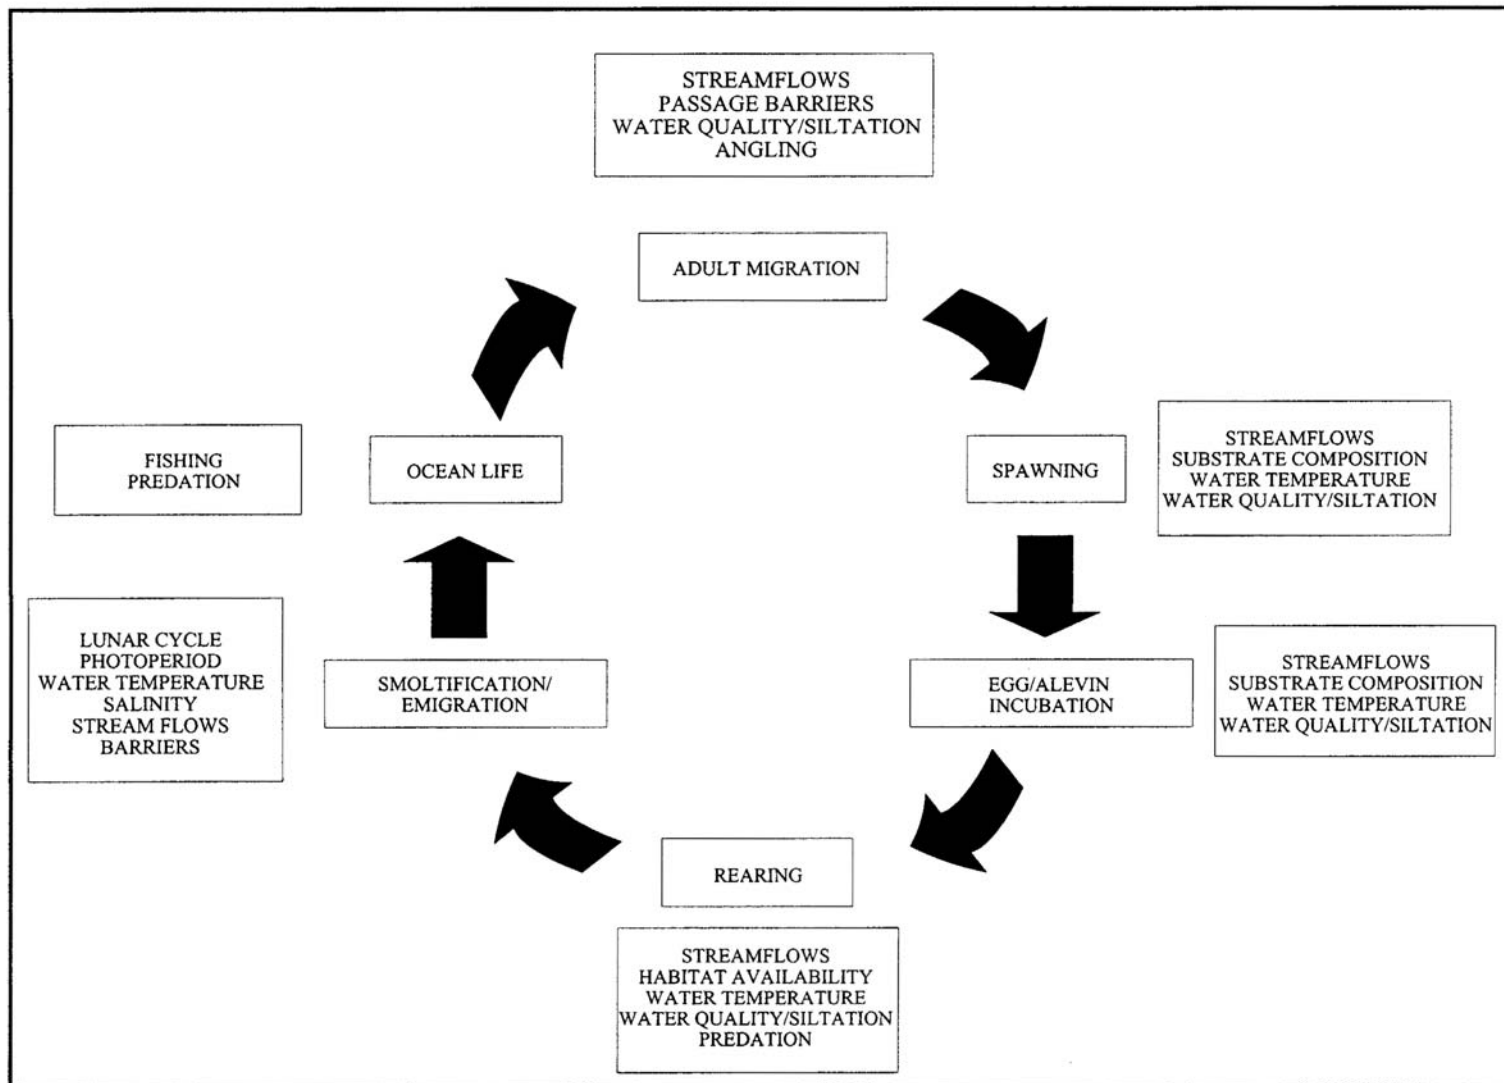 STREAMFLOWS
PASSAGE BARRIERS
WATER QUALITY/SILTATION
ANGLING
ADULT MIGRATION
FISHING
PREDATION
OCEAN LIFE
SPAWNING
STREAMFLOWS
SUBSTRATE COMPOSITION
WATER TEMPERATURE
WATER QUALITY/SILTATION
LUNAR CYCLE
PHOTOPERIOD
WATER TEMPERATURE
SALINITY
STREAM FLOWS
BARRIERS
SMOLTIFICATION/
EMIGRATION
EGG/ALEVIN
INCUBATION
STREAMFLOWS
SUBSTRATE COMPOSITION
WATER TEMPERATURE
WATER QUALITY/SILTATION
REARING
STREAMFLOWS
HABITAT AVAILABILITY
WATER TEMPERATURE
WATER QUALITY/SILTATION
PREDATION